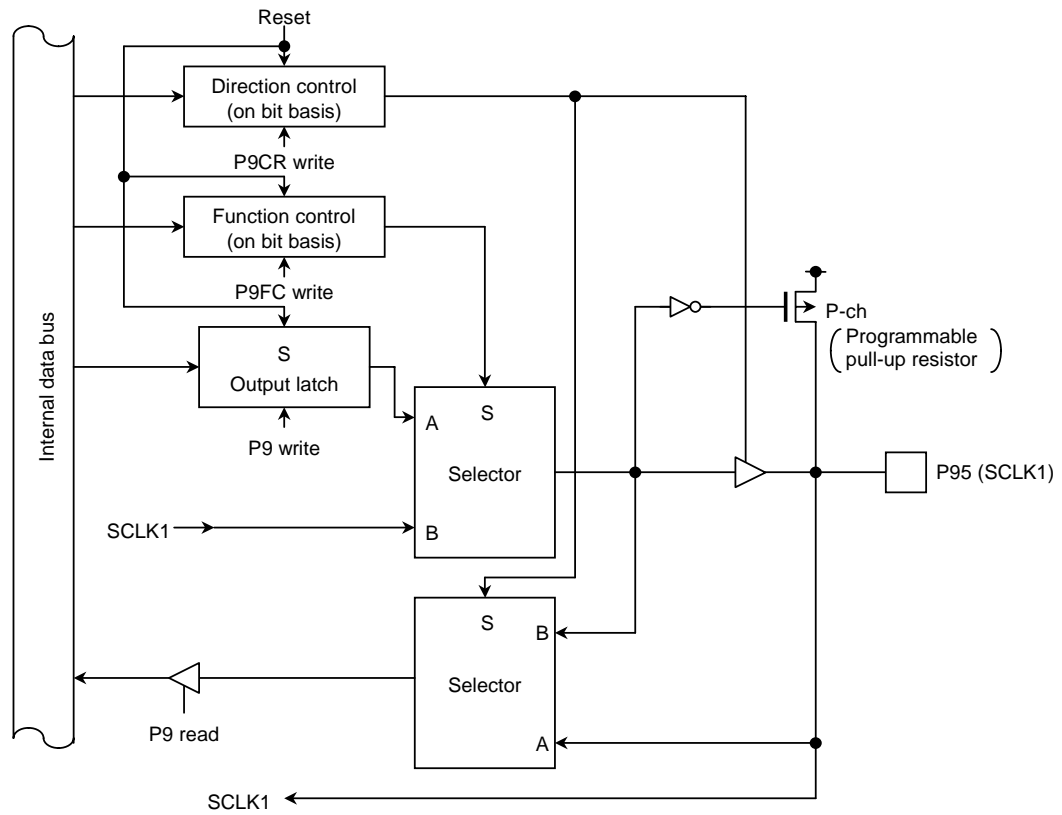 Reset
Direction control
(on bit basis)
P9CR write
Function control
(on bit basis)
P9FC write
S
Output latch
P9 write
Internal data bus
P-ch
Programmable
pull-up resistor
A
S
Selector
B
SCLK1
P95 (SCLK1)
S
B
Selector
A
P9 read
SCLK1